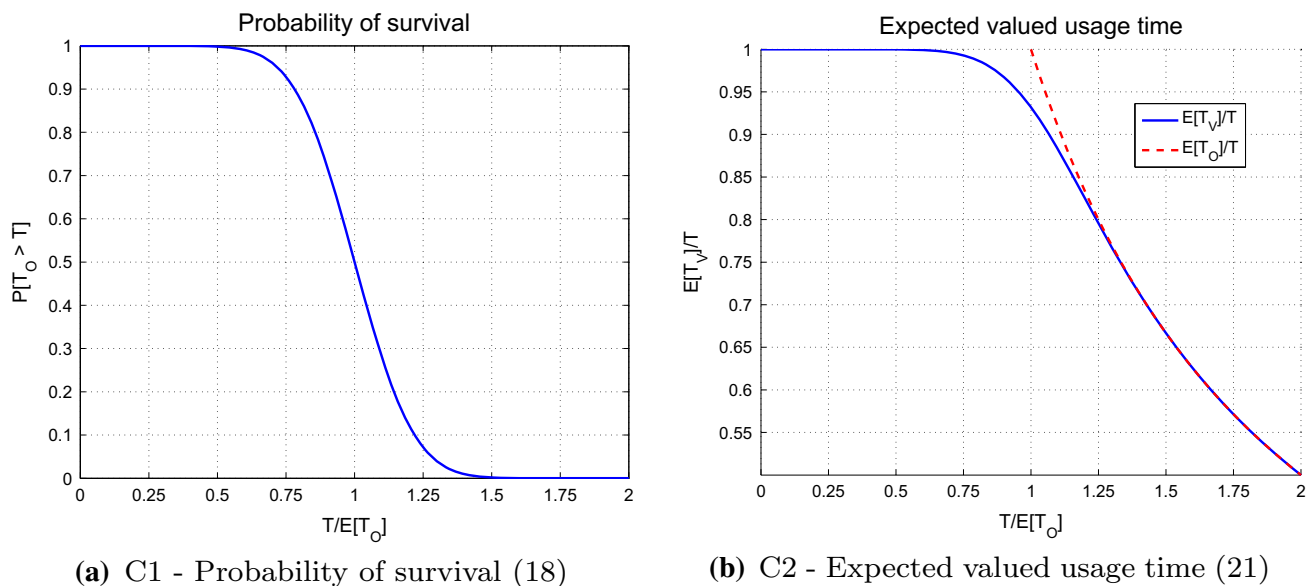 Probability of survival
1
0.9
0.8
0.7
0.6
0.5
0.4
0.3
0.2
0.1
0
P[T_O > T]
0 0.25 0.5 0.75 1 1.25 1.5 1.75 2
T/E[T_O]
(a) C1 - Probability of survival (18)
Expected valued usage time
1
0.95
0.9
0.85
0.8
0.75
0.7
0.65
0.6
0.55
E[T_V]/T
E[T_V]/T
E[T_O]/T
0 0.25 0.5 0.75 1 1.25 1.5 1.75 2
T/E[T_O]
(b) C2 - Expected valued usage time (21)